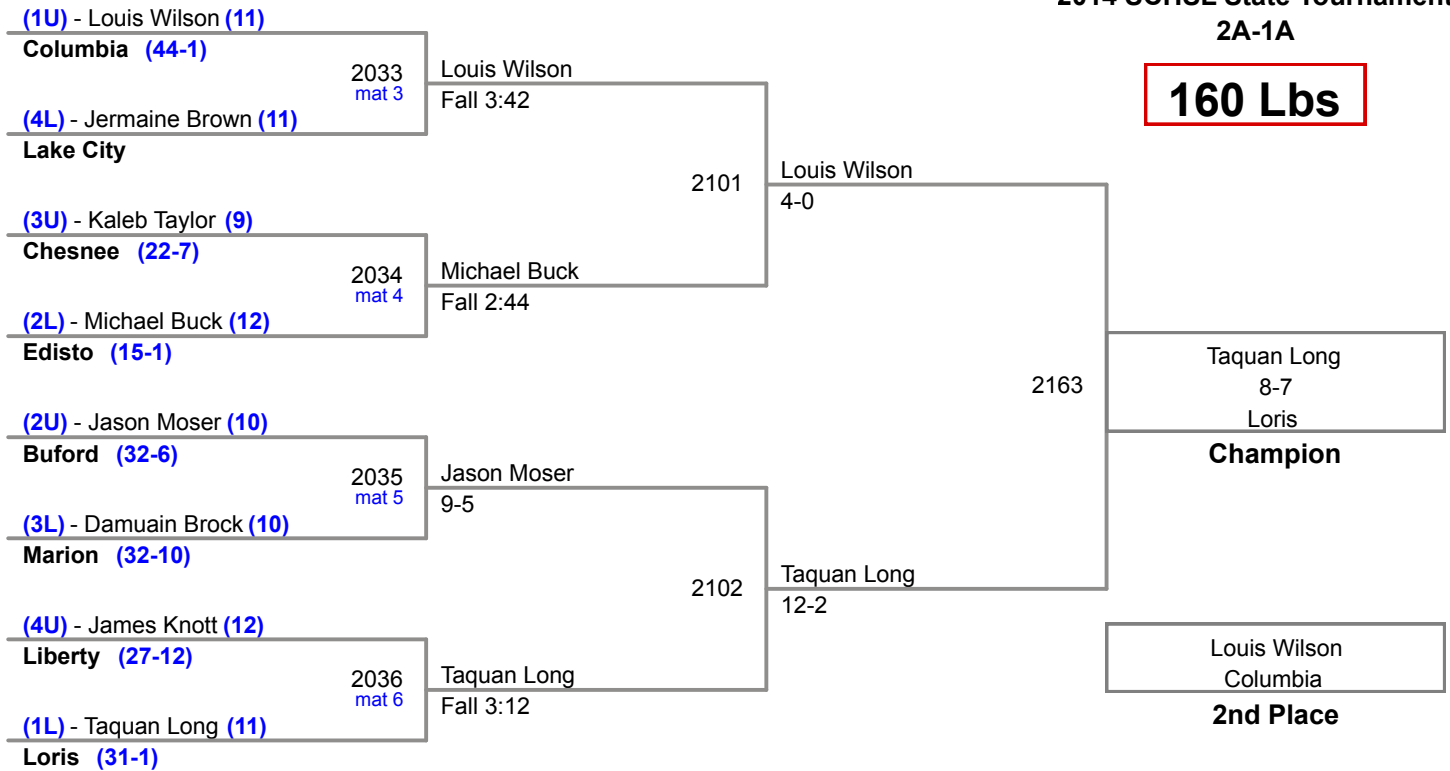 2A-1A
160 Lbs
(1U) - Louis Wilson (11)
Columbia (44-1)
2033
mat 3
Louis Wilson
Fall 3:42
(4L) - Jermaine Brown (11)
Lake City
2101
Louis Wilson
4-0
(3U) - Kaleb Taylor (9)
Chesnee (22-7)
2034
mat 4
Michael Buck
Fall 2:44
(2L) - Michael Buck (12)
Edisto (15-1)
2163
Taquan Long
8-7
Loris
Champion
(2U) - Jason Moser (10)
Buford (32-6)
2035
mat 5
Jason Moser
9-5
(3L) - Damuain Brock (10)
Marion (32-10)
2102
Taquan Long
12-2
(4U) - James Knott (12)
Liberty (27-12)
2036
mat 6
Taquan Long
Fall 3:12
(1L) - Taquan Long (11)
Loris (31-1)
Louis Wilson
Columbia
2nd Place